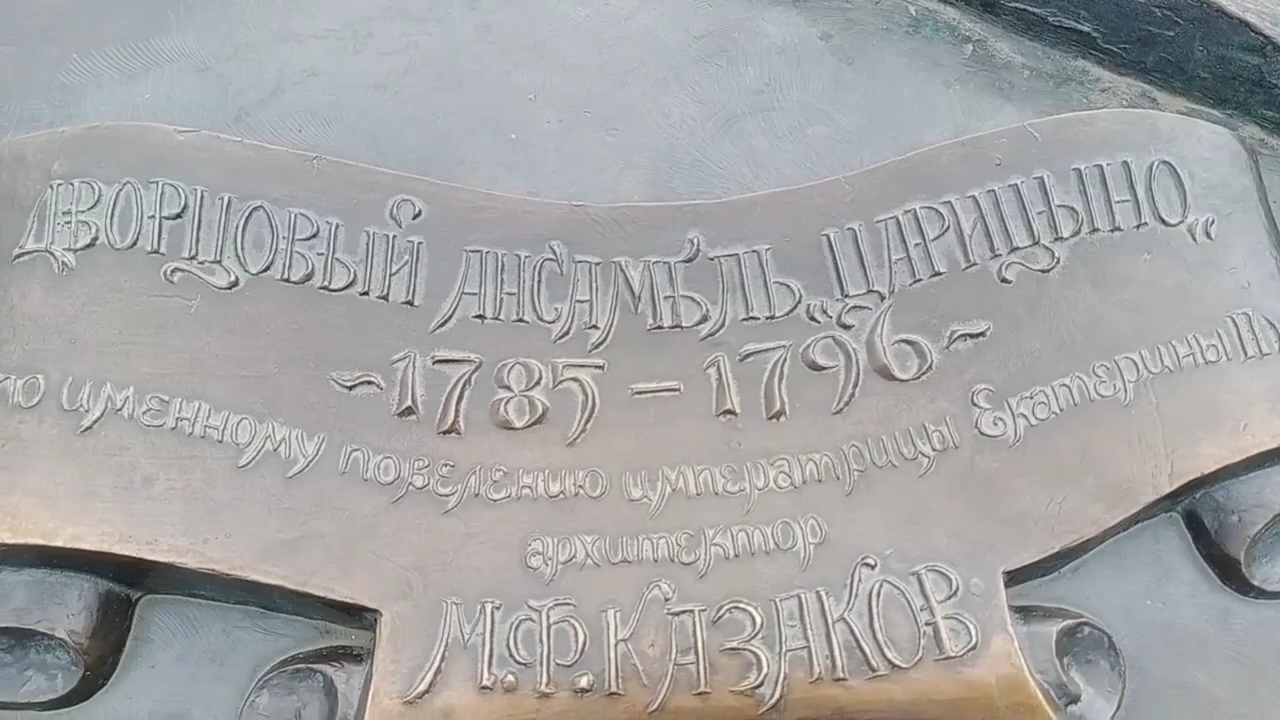 ДВОРЦОВЫЙ АНСАМБЛЬ „ЦАРИЦЫНО„
~1785 – 1796~
по именному повелению императрицы Екатерины II
архитектор
М.Ф.КАЗАКОВ